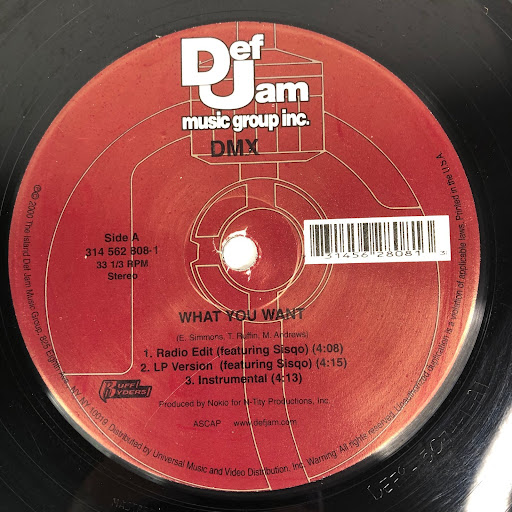 Def
Jam
music group inc.
DMX
Side A
314 562 808-1
33 1/3 RPM
Stereo
31456 28081 3
WHAT YOU WANT
(E. Simmons, T. Ruffin, M. Andrews)
1. Radio Edit (featuring Sisqo) (4:08)
2. LP Version (featuring Sisqo) (4:15)
3. Instrumental (4:13)
RUFF
RYDERS
Produced by Nokio for N-Tity Productions, Inc.
ASCAP www.defjam.com
℗© 2000 The Island Def Jam Music Group, 825 Eighth Ave., NY, NY 10019. Distributed by Universal Music and Video Distribution, Inc. Warning. All rights reserved. Unauthorized duplication is a violation of applicable laws. Printed in the U.S.A.